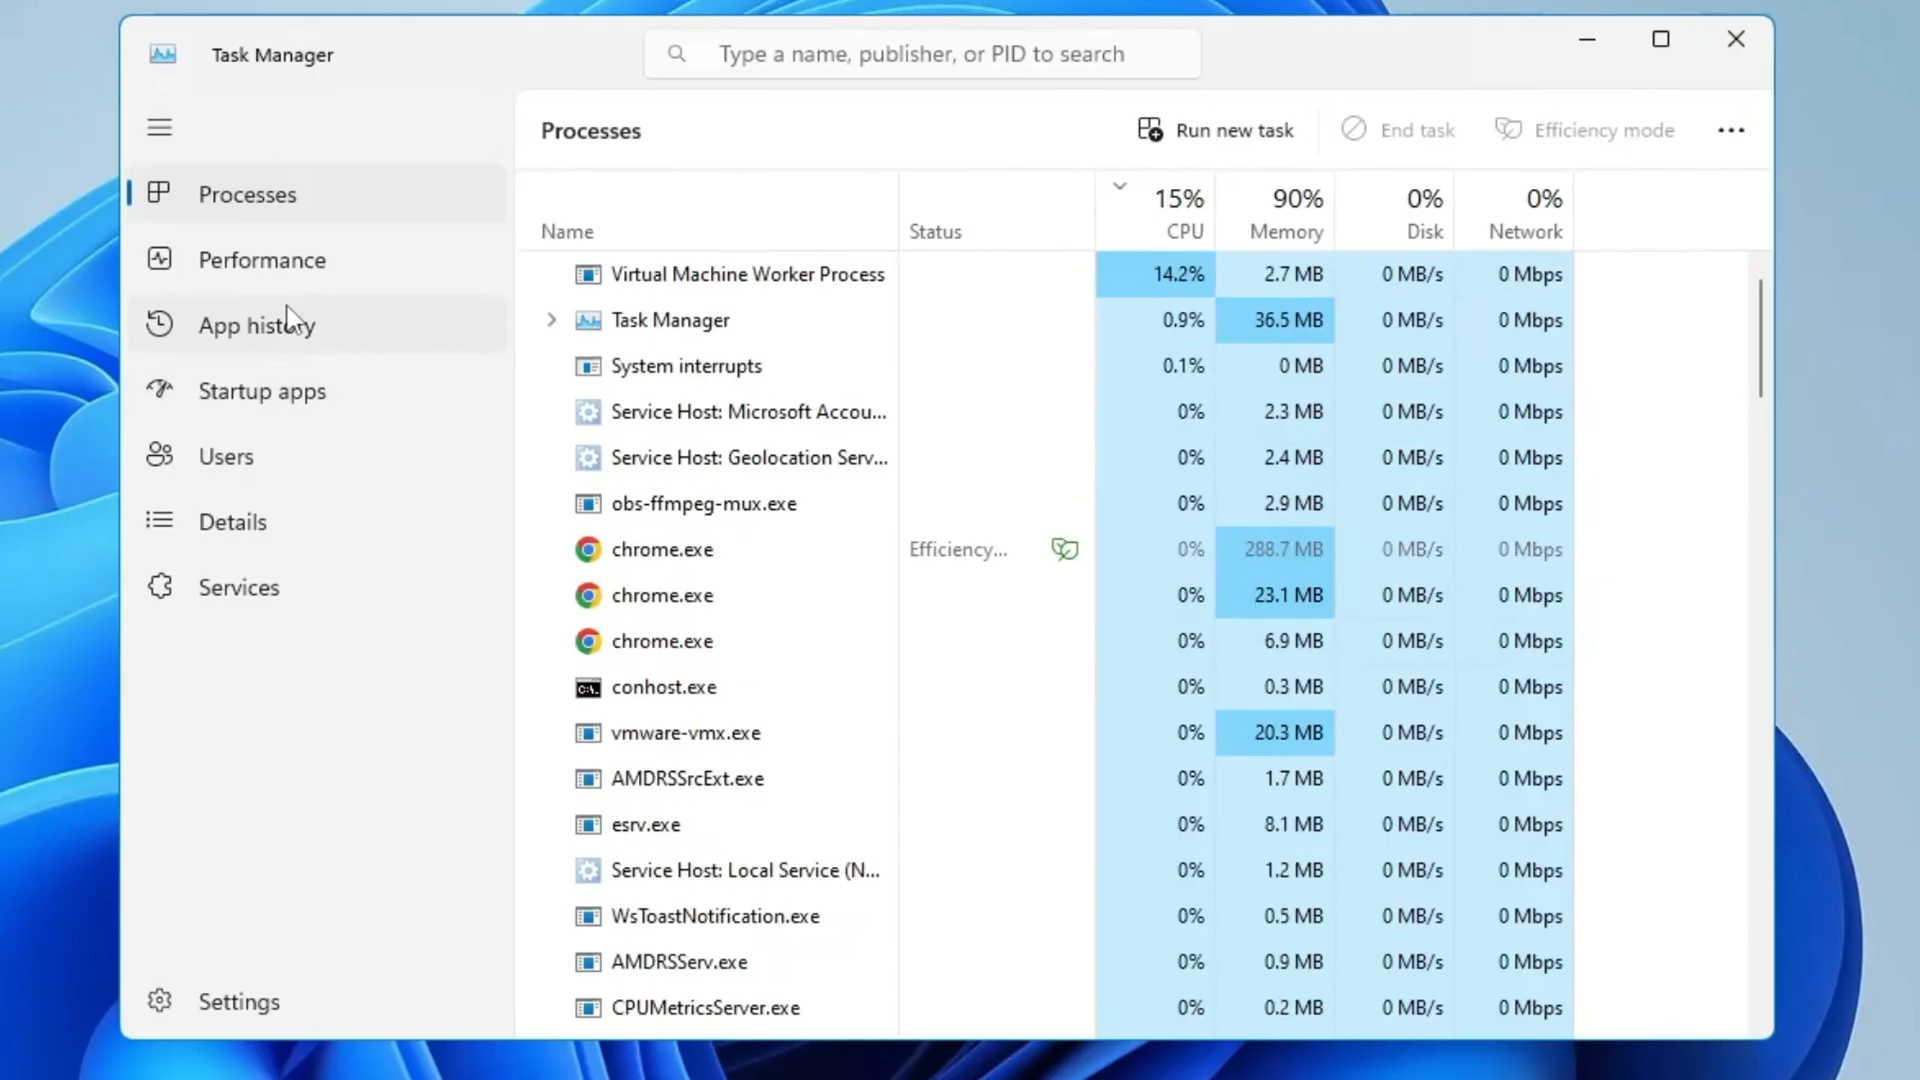 Task Manager
Type a name, publisher, or PID to search
Processes
Performance
App history
Startup apps
Users
Details
Services
Settings
Processes
Run new task
End task
Efficiency mode
15% 90% 0% 0%
Name Status CPU Memory Disk Network
Virtual Machine Worker Process 14.2% 2.7 MB 0 MB/s 0 Mbps
Task Manager 0.9% 36.5 MB 0 MB/s 0 Mbps
System interrupts 0.1% 0 MB 0 MB/s 0 Mbps
Service Host: Microsoft Accou... 0% 2.3 MB 0 MB/s 0 Mbps
Service Host: Geolocation Serv... 0% 2.4 MB 0 MB/s 0 Mbps
obs-ffmpeg-mux.exe 0% 2.9 MB 0 MB/s 0 Mbps
chrome.exe Efficiency... 0% 288.7 MB 0 MB/s 0 Mbps
chrome.exe 0% 23.1 MB 0 MB/s 0 Mbps
chrome.exe 0% 6.9 MB 0 MB/s 0 Mbps
conhost.exe 0% 0.3 MB 0 MB/s 0 Mbps
vmware-vmx.exe 0% 20.3 MB 0 MB/s 0 Mbps
AMDRSSrcExt.exe 0% 1.7 MB 0 MB/s 0 Mbps
esrv.exe 0% 8.1 MB 0 MB/s 0 Mbps
Service Host: Local Service (N... 0% 1.2 MB 0 MB/s 0 Mbps
WsToastNotification.exe 0% 0.5 MB 0 MB/s 0 Mbps
AMDRSServ.exe 0% 0.9 MB 0 MB/s 0 Mbps
CPUMetricsServer.exe 0% 0.2 MB 0 MB/s 0 Mbps